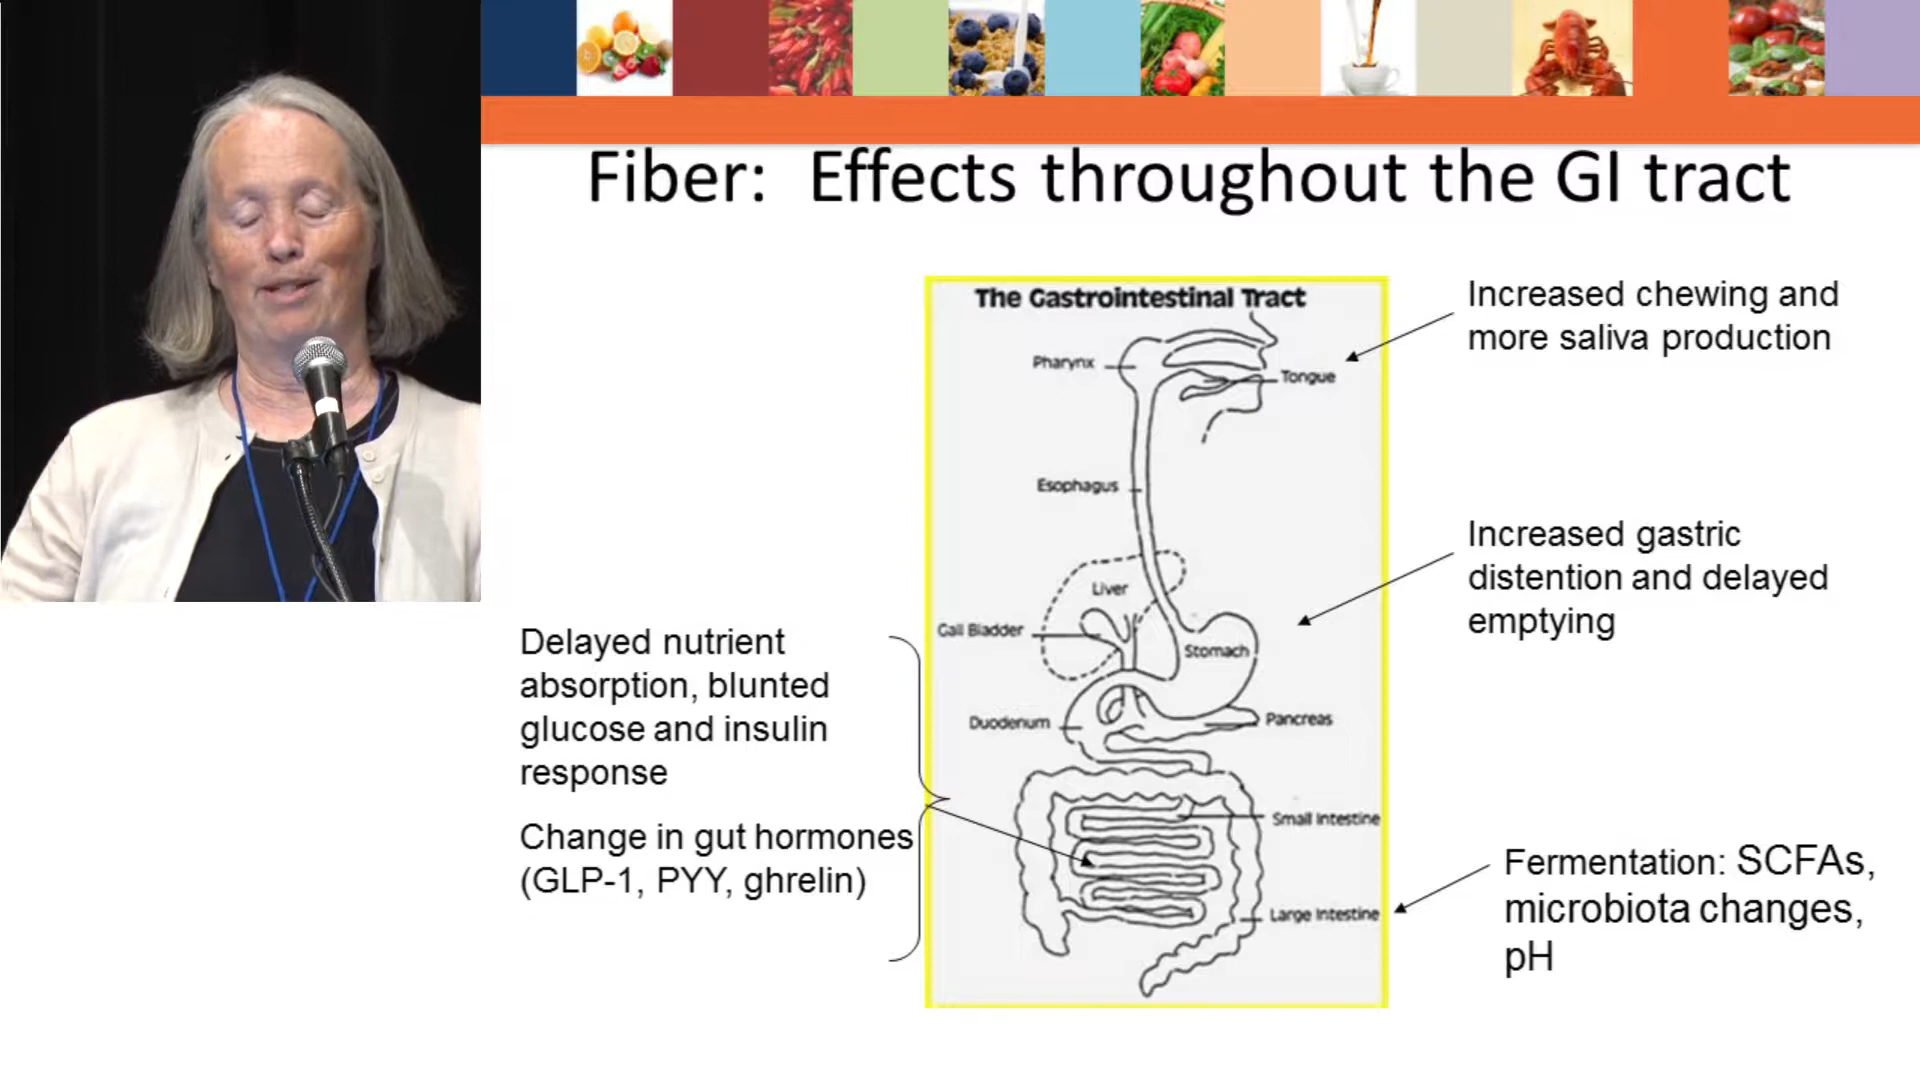 Fiber: Effects throughout the GI tract
The Gastrointestinal Tract
Increased chewing and
more saliva production
Pharynx
Tongue
Esophagus
Increased gastric
distention and delayed
emptying
Liver
Gall Bladder
Stomach
Delayed nutrient
absorption, blunted
glucose and insulin
response
Duodenum
Pancreas
Change in gut hormones
(GLP-1, PYY, ghrelin)
Small Intestine
Large Intestine
Fermentation: SCFAs,
microbiota changes,
pH